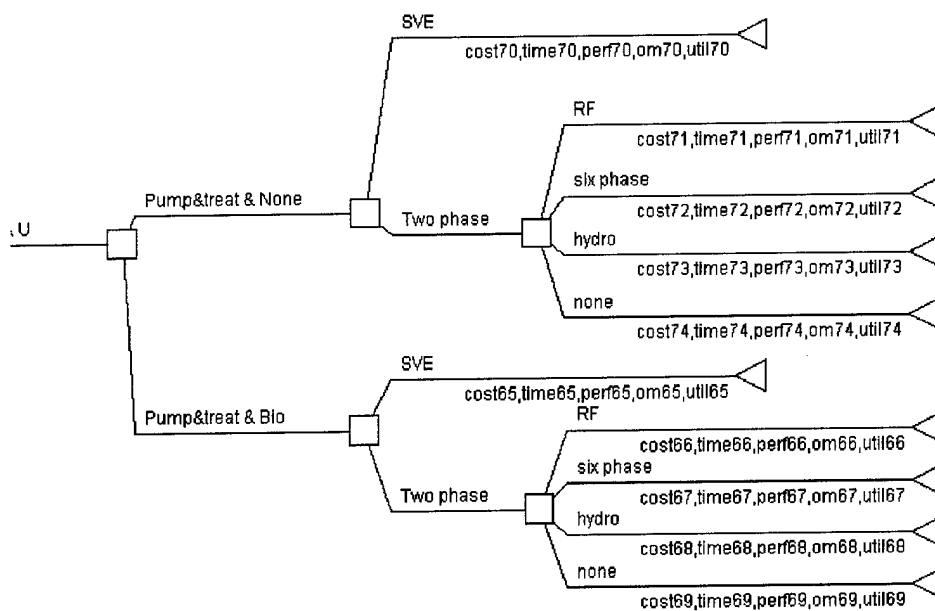 SVE
cost70,time70,perf70,om70,util70
RF
cost71,time71,perf71,om71,util71
six phase
cost72,time72,perf72,om72,util72
Pump&treat & None
Two phase
hydro
cost73,time73,perf73,om73,util73
U
none
cost74,time74,perf74,om74,util74
SVE
cost65,time65,perf65,om65,util65
RF
Pump&treat & Bio
cost66,time66,perf66,om66,util66
six phase
cost67,time67,perf67,om67,util67
Two phase
hydro
cost68,time68,perf68,om68,util68
none
cost69,time69,perf69,om69,util69